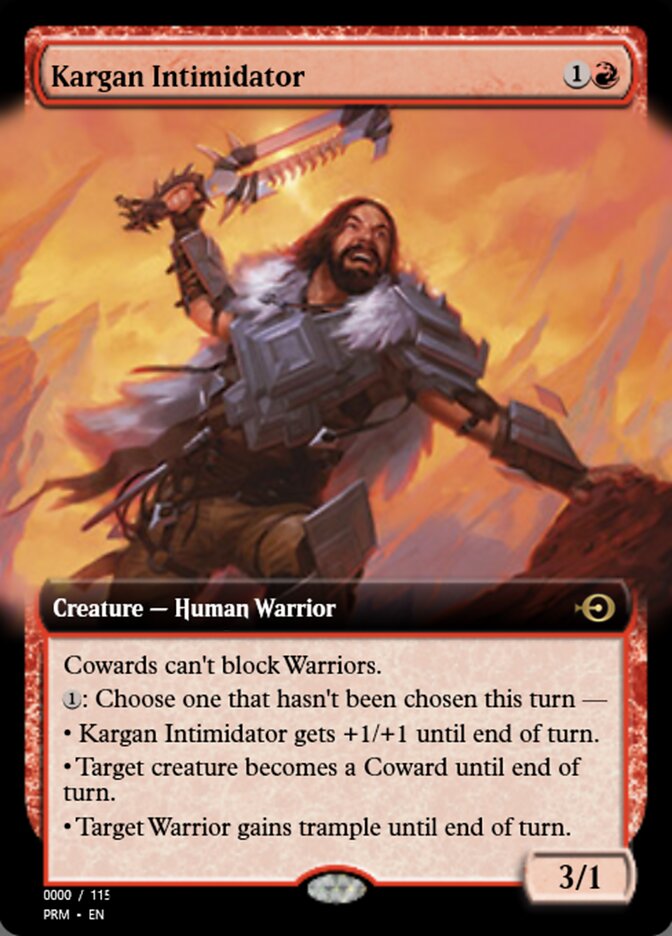 Kargan Intimidator
1
Creature — Human Warrior
Cowards can't block Warriors.
1: Choose one that hasn't been chosen this turn —
• Kargan Intimidator gets +1/+1 until end of turn.
• Target creature becomes a Coward until end of
turn.
• Target Warrior gains trample until end of turn.
3/1
0000 / 115
PRM • EN